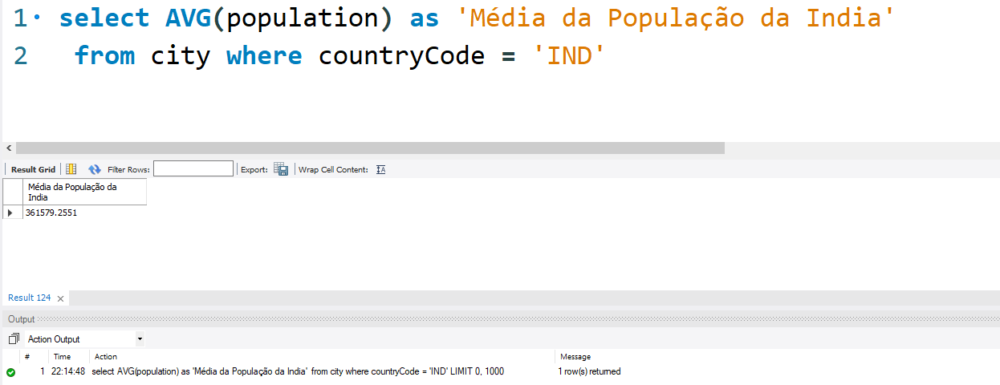 1 select AVG(population) as 'Média da População da India'
2 from city where countryCode = 'IND'
Result Grid Filter Rows: Export: Wrap Cell Content:
Média da População da
India
361579.2551
Result 124
Output
Action Output
# Time Action Message
1 22:14:48 select AVG(population) as 'Média da População da India' from city where countryCode = 'IND' LIMIT 0, 1000 1 row(s) returned